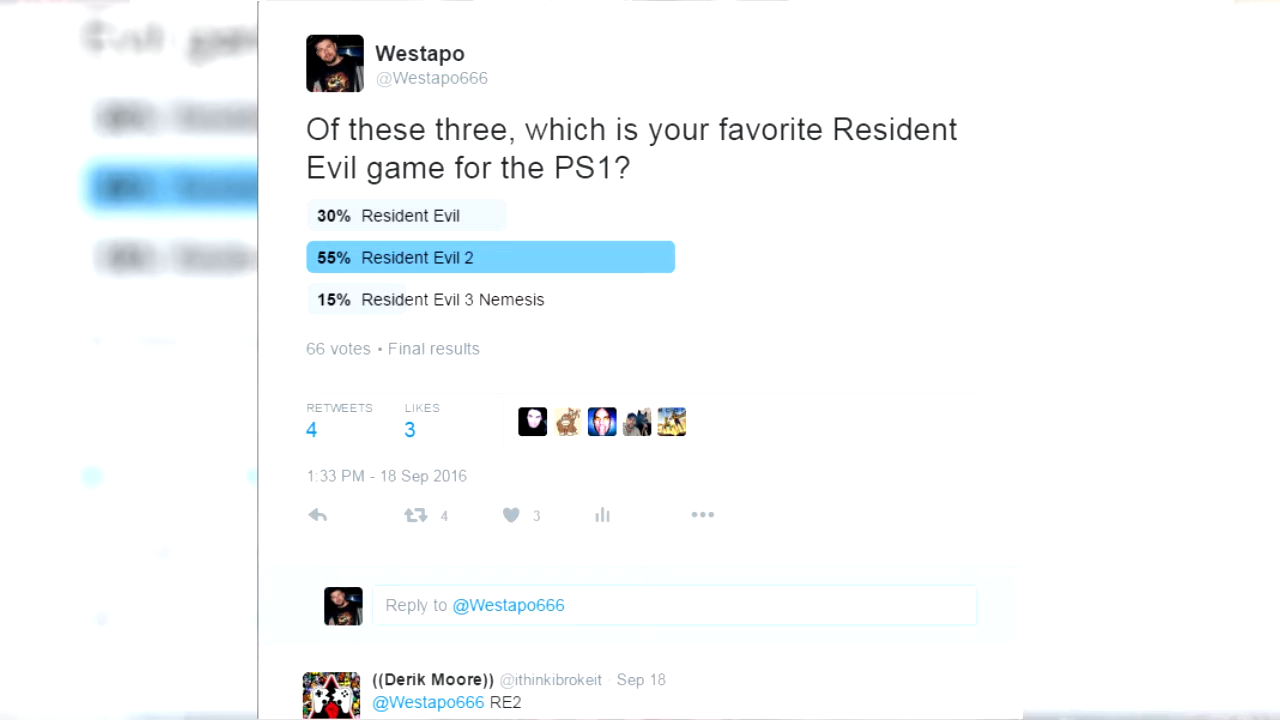 Westapo
@Westapo666
Of these three, which is your favorite Resident
Evil game for the PS1?
30% Resident Evil
55% Resident Evil 2
15% Resident Evil 3 Nemesis
66 votes • Final results
RETWEETS LIKES
4 3
1:33 PM - 18 Sep 2016
4 3
Reply to @Westapo666
((Derik Moore)) @ithinkibrokeit · Sep 18
@Westapo666 RE2